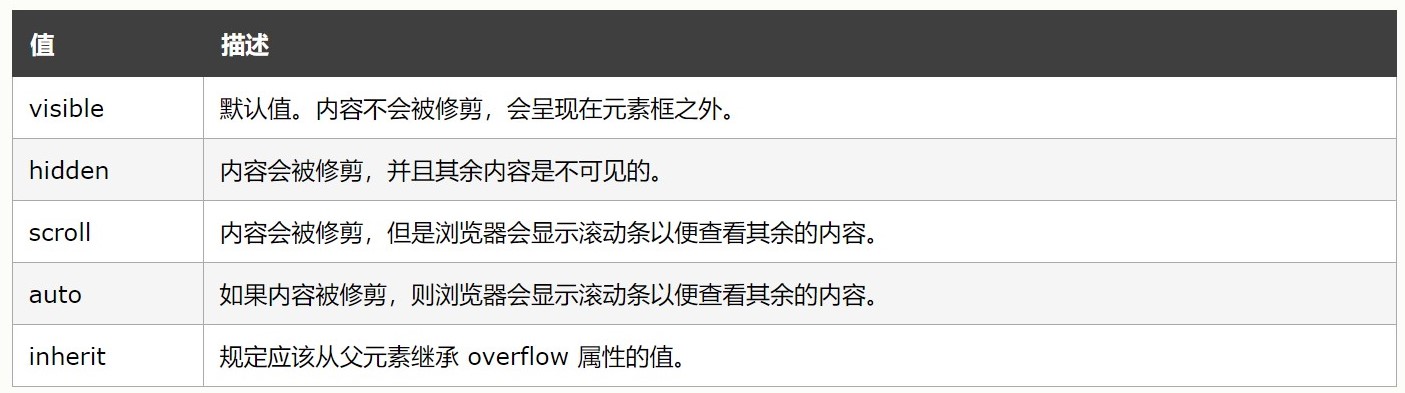 值 描述
visible 默认值。内容不会被修剪，会呈现在元素框之外。
hidden 内容会被修剪，并且其余内容是不可见的。
scroll 内容会被修剪，但是浏览器会显示滚动条以便查看其余的内容。
auto 如果内容被修剪，则浏览器会显示滚动条以便查看其余的内容。
inherit 规定应该从父元素继承 overflow 属性的值。